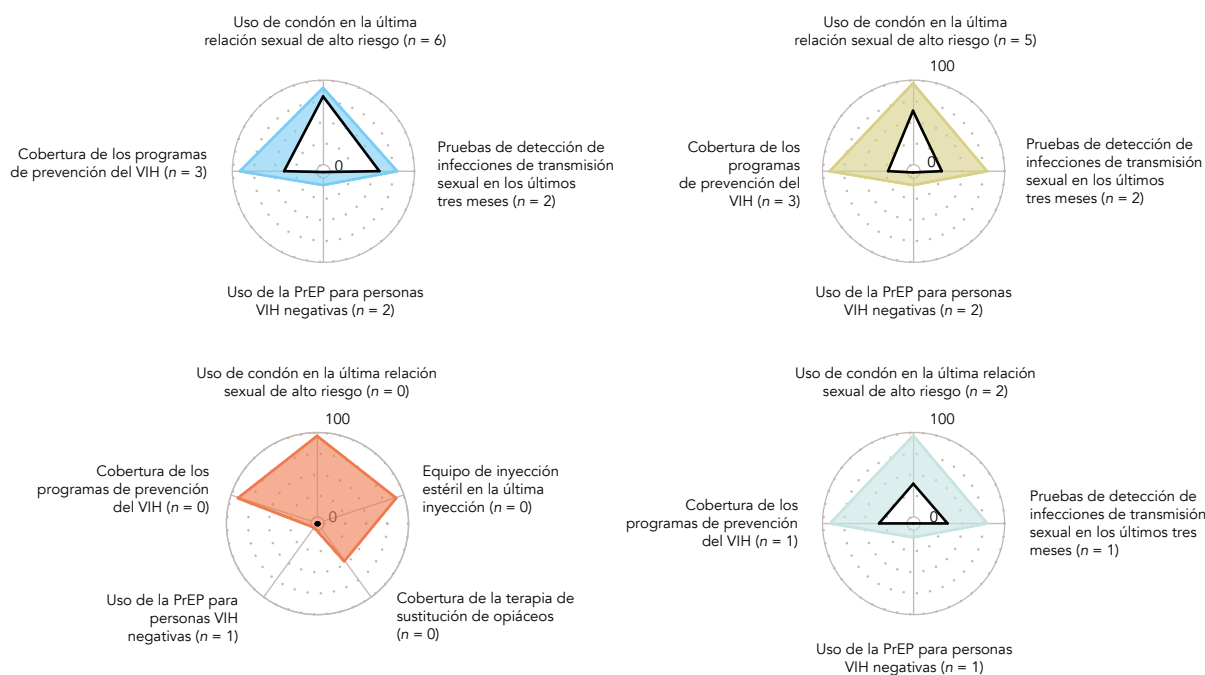 Uso de condón en la última
relación sexual de alto riesgo (n = 6)
Cobertura de los programas
de prevención del VIH (n = 3)
0
Pruebas de detección de
infecciones de transmisión
sexual en los últimos
tres meses (n = 2)
Uso de la PrEP para personas
VIH negativas (n = 2)
Uso de condón en la última
relación sexual de alto riesgo (n = 5)
100
Cobertura de los
programas
de prevención del
VIH (n = 3)
0
Pruebas de detección de
infecciones de transmisión
sexual en los últimos
tres meses (n = 2)
Uso de la PrEP para personas
VIH negativas (n = 2)
Uso de condón en la última relación
sexual de alto riesgo (n = 0)
100
Cobertura de los
programas de prevención
del VIH (n = 0)
0
Equipo de inyección
estéril en la última
inyección (n = 0)
Uso de la PrEP para
personas VIH
negativas (n = 1)
Cobertura de la terapia de
sustitución de opiáceos
(n = 0)
Uso de condón en la última relación
sexual de alto riesgo (n = 2)
100
Cobertura de los
programas de prevención
del VIH (n = 1)
0
Pruebas de detección de
infecciones de transmisión
sexual en los últimos tres
meses (n = 1)
Uso de la PrEP para personas
VIH negativas (n = 1)